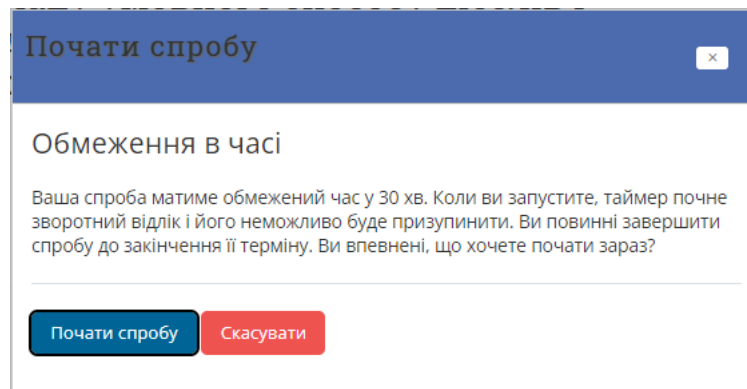 Почати спробу
×
Обмеження в часі
Ваша спроба матиме обмежений час у 30 хв. Коли ви запустите, таймер почне
зворотний відлік і його неможливо буде призупинити. Ви повинні завершити
спробу до закінчення її терміну. Ви впевнені, що хочете почати зараз?
Почати спробу
Скасувати